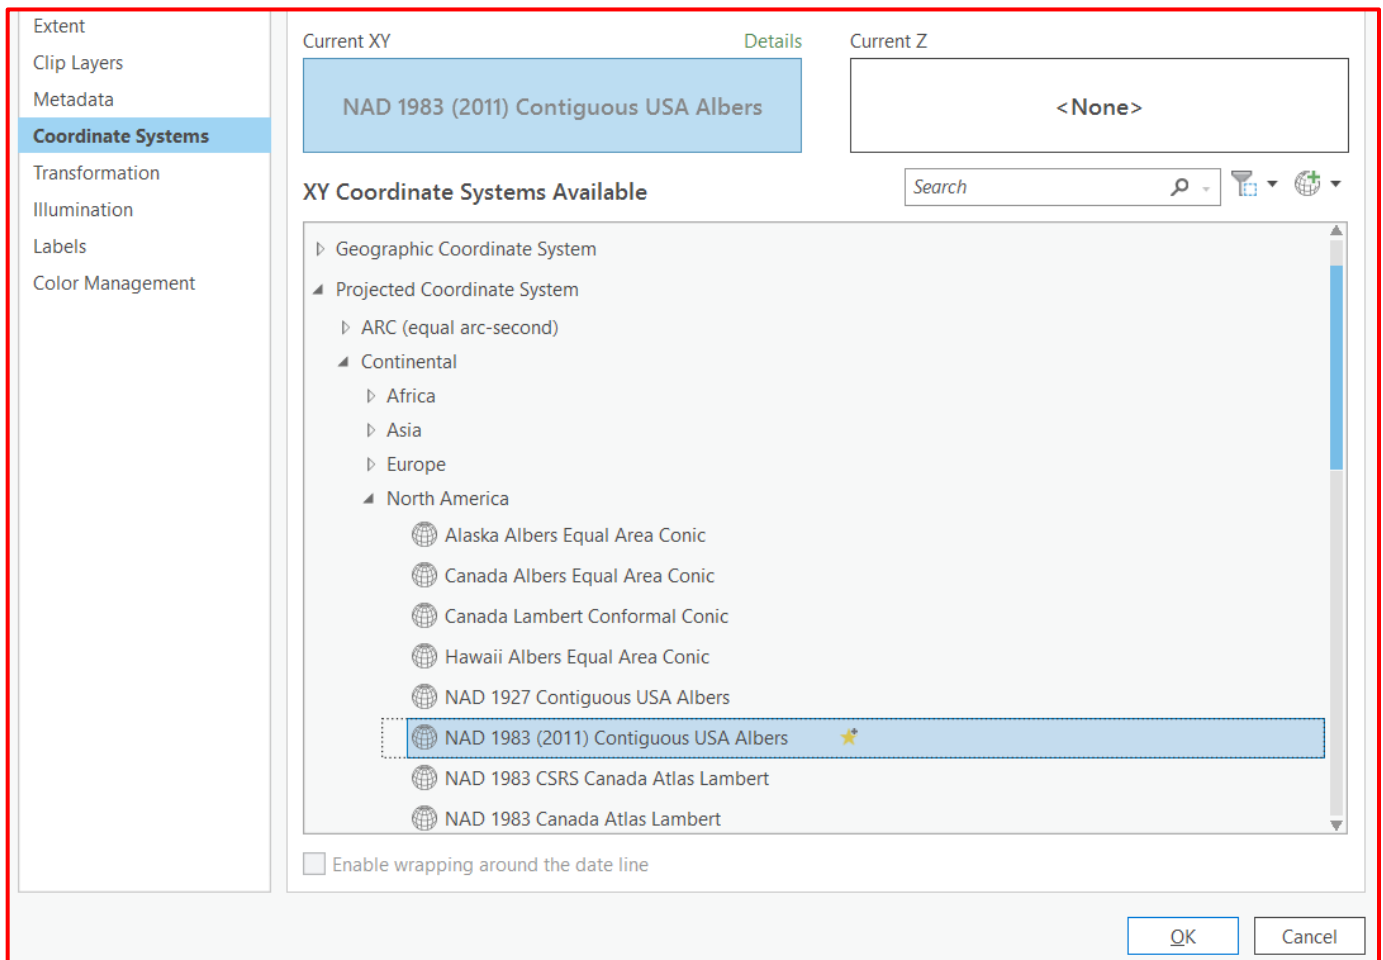 Extent
Clip Layers
Metadata
Coordinate Systems
Transformation
Illumination
Labels
Color Management
Current XY
Details
Current Z
NAD 1983 (2011) Contiguous USA Albers
<None>
XY Coordinate Systems Available
Search
Geographic Coordinate System
Projected Coordinate System
ARC (equal arc-second)
Continental
Africa
Asia
Europe
North America
Alaska Albers Equal Area Conic
Canada Albers Equal Area Conic
Canada Lambert Conformal Conic
Hawaii Albers Equal Area Conic
NAD 1927 Contiguous USA Albers
NAD 1983 (2011) Contiguous USA Albers
NAD 1983 CSRS Canada Atlas Lambert
NAD 1983 Canada Atlas Lambert
Enable wrapping around the date line
OK
Cancel